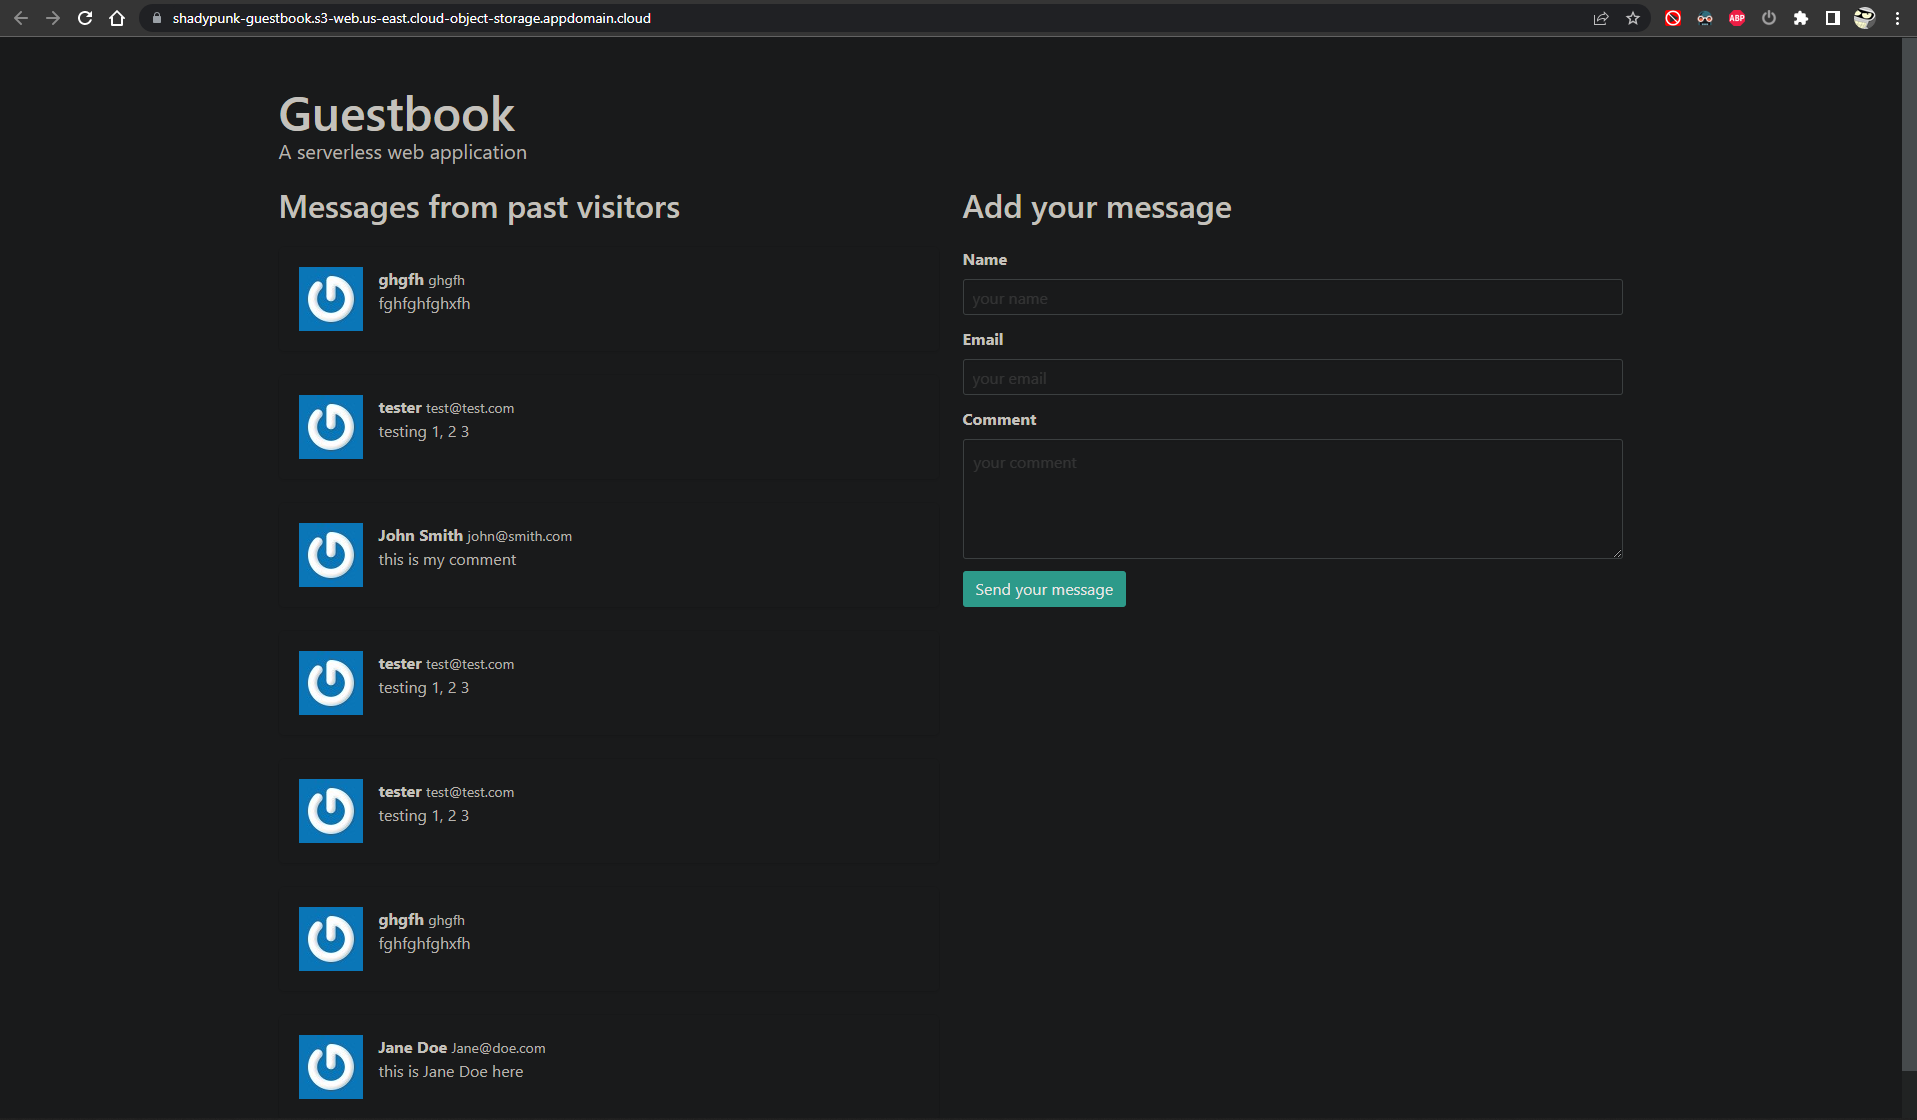 shadypunk-guestbook.s3-web.us-east.cloud-object-storage.appdomain.cloud
ABP
Guestbook
A serverless web application
Messages from past visitors
ghgfh ghgfh
fghfghfghxfh
tester test@test.com
testing 1, 2 3
John Smith john@smith.com
this is my comment
tester test@test.com
testing 1, 2 3
tester test@test.com
testing 1, 2 3
ghgfh ghgfh
fghfghfghxfh
Jane Doe Jane@doe.com
this is Jane Doe here
Add your message
Name
your name
Email
your email
Comment
your comment
Send your message